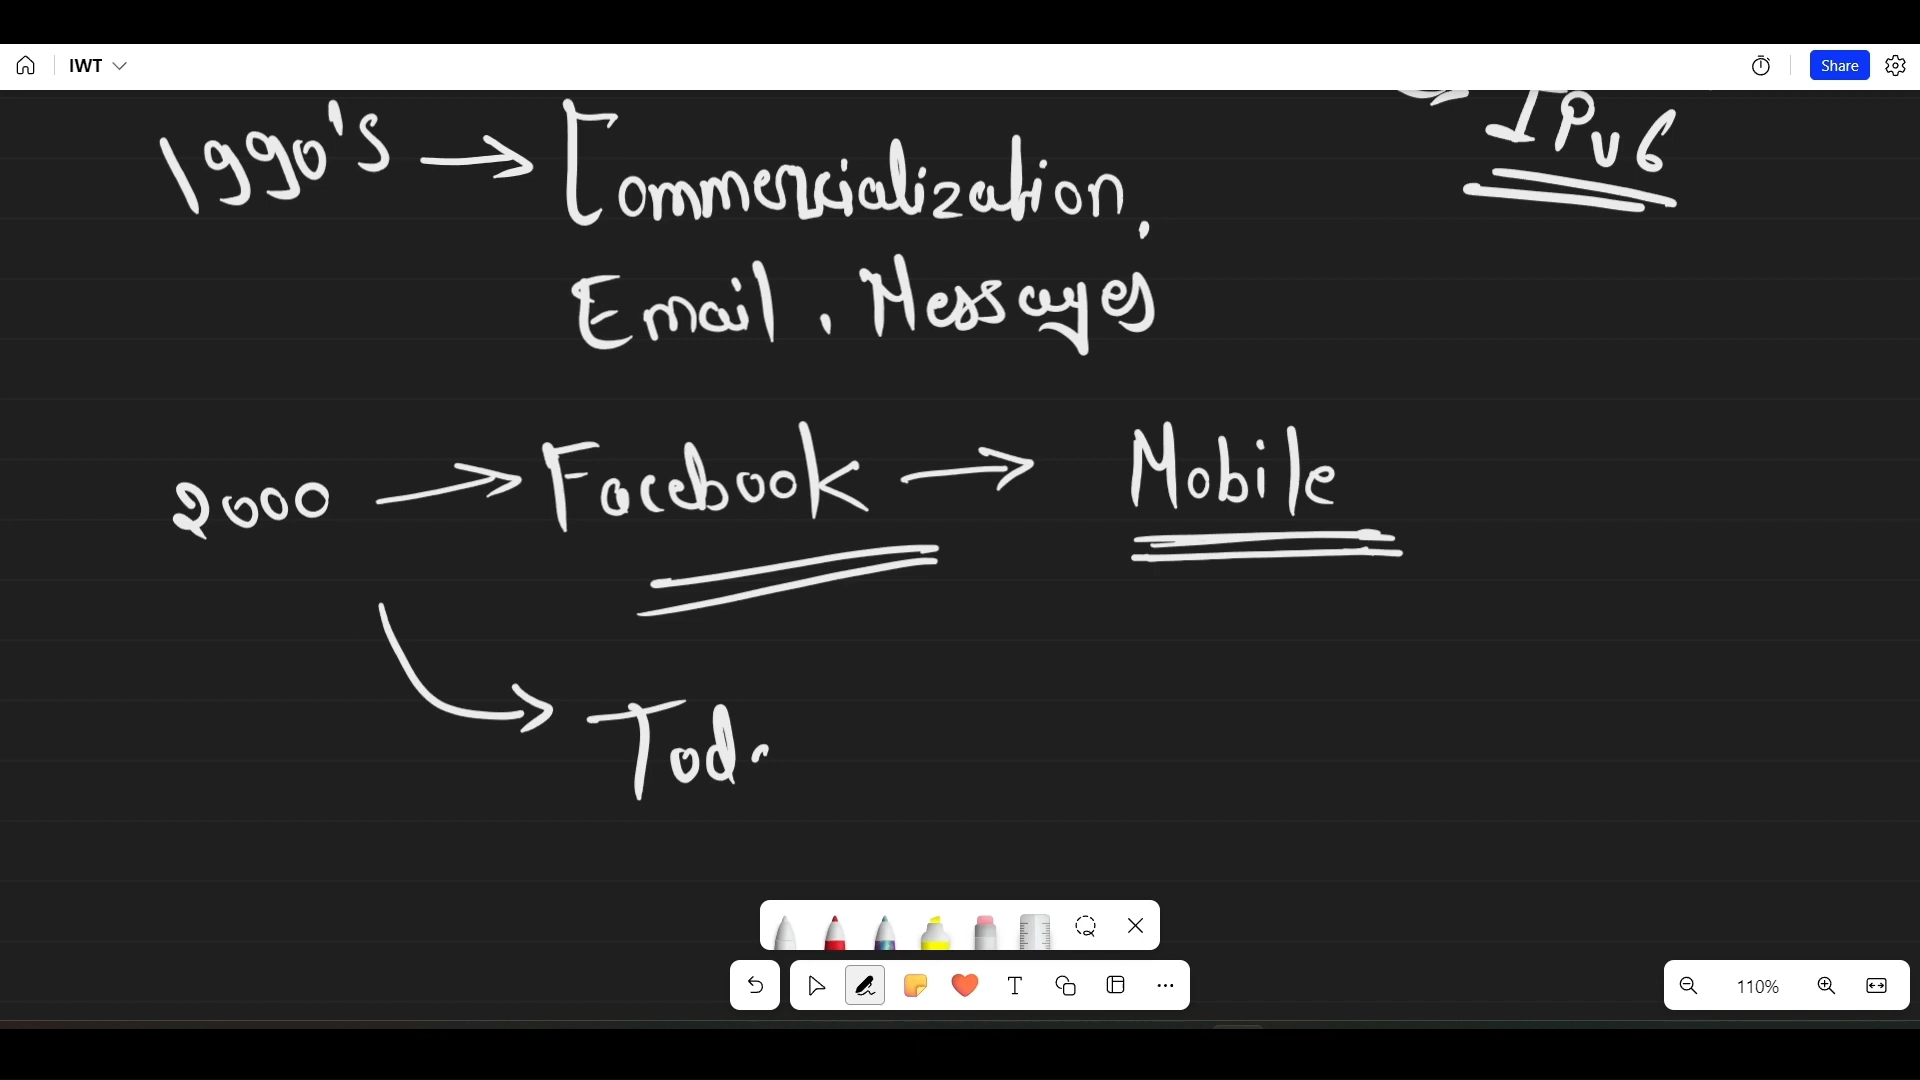 IWT
Share
IPv6
1990's → Commercialization,
Email, Messages
2000 → Facebook → Mobile
→ Tod
110%